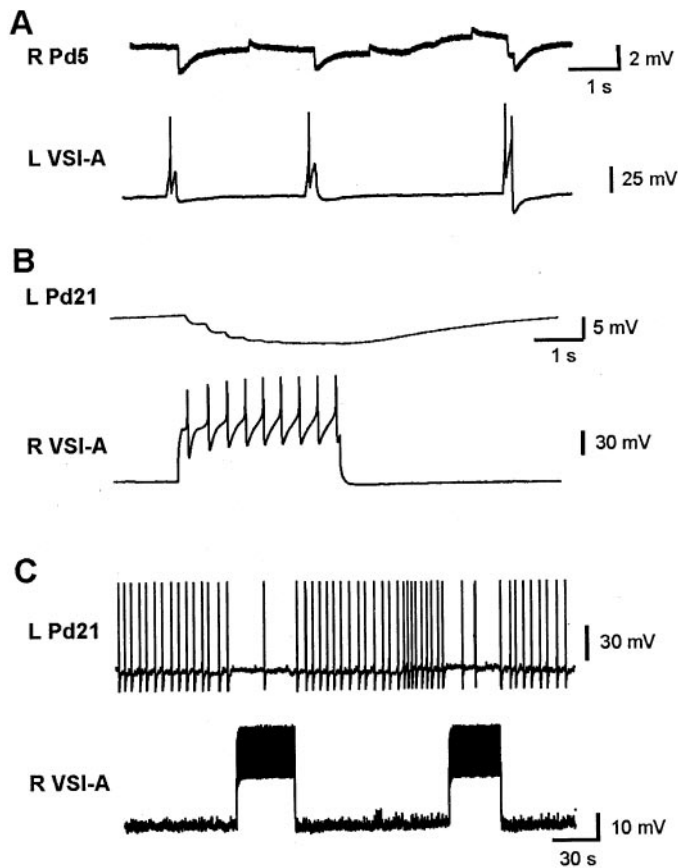 A
R Pd5
2 mV
1 s
L VSI-A
25 mV
B
L Pd21
5 mV
1 s
R VSI-A
30 mV
C
L Pd21
30 mV
R VSI-A
10 mV
30 s